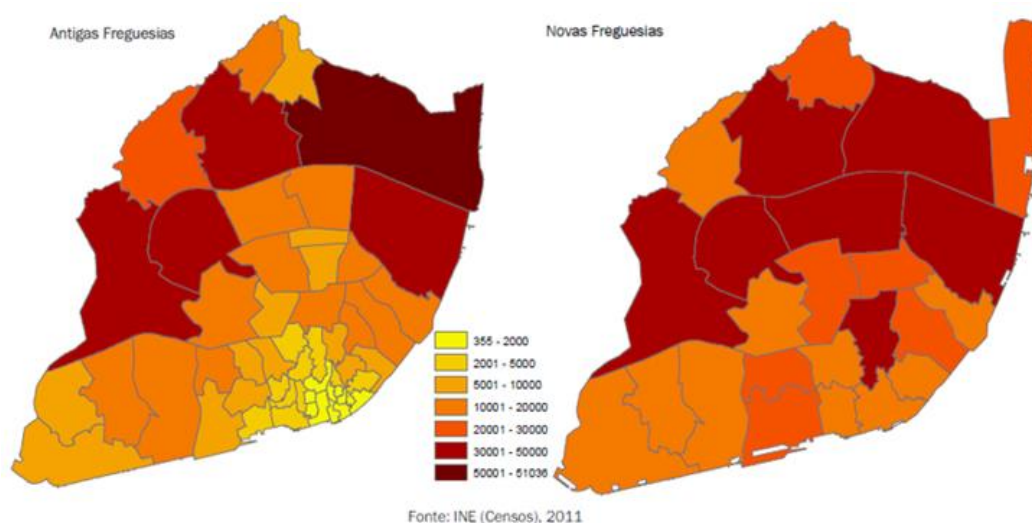 Antigas Freguesias
Novas Freguesias
355 - 2000
2001 - 5000
5001 - 10000
10001 - 20000
20001 - 30000
30001 - 50000
50001 - 51036
Fonte: INE (Censos), 2011